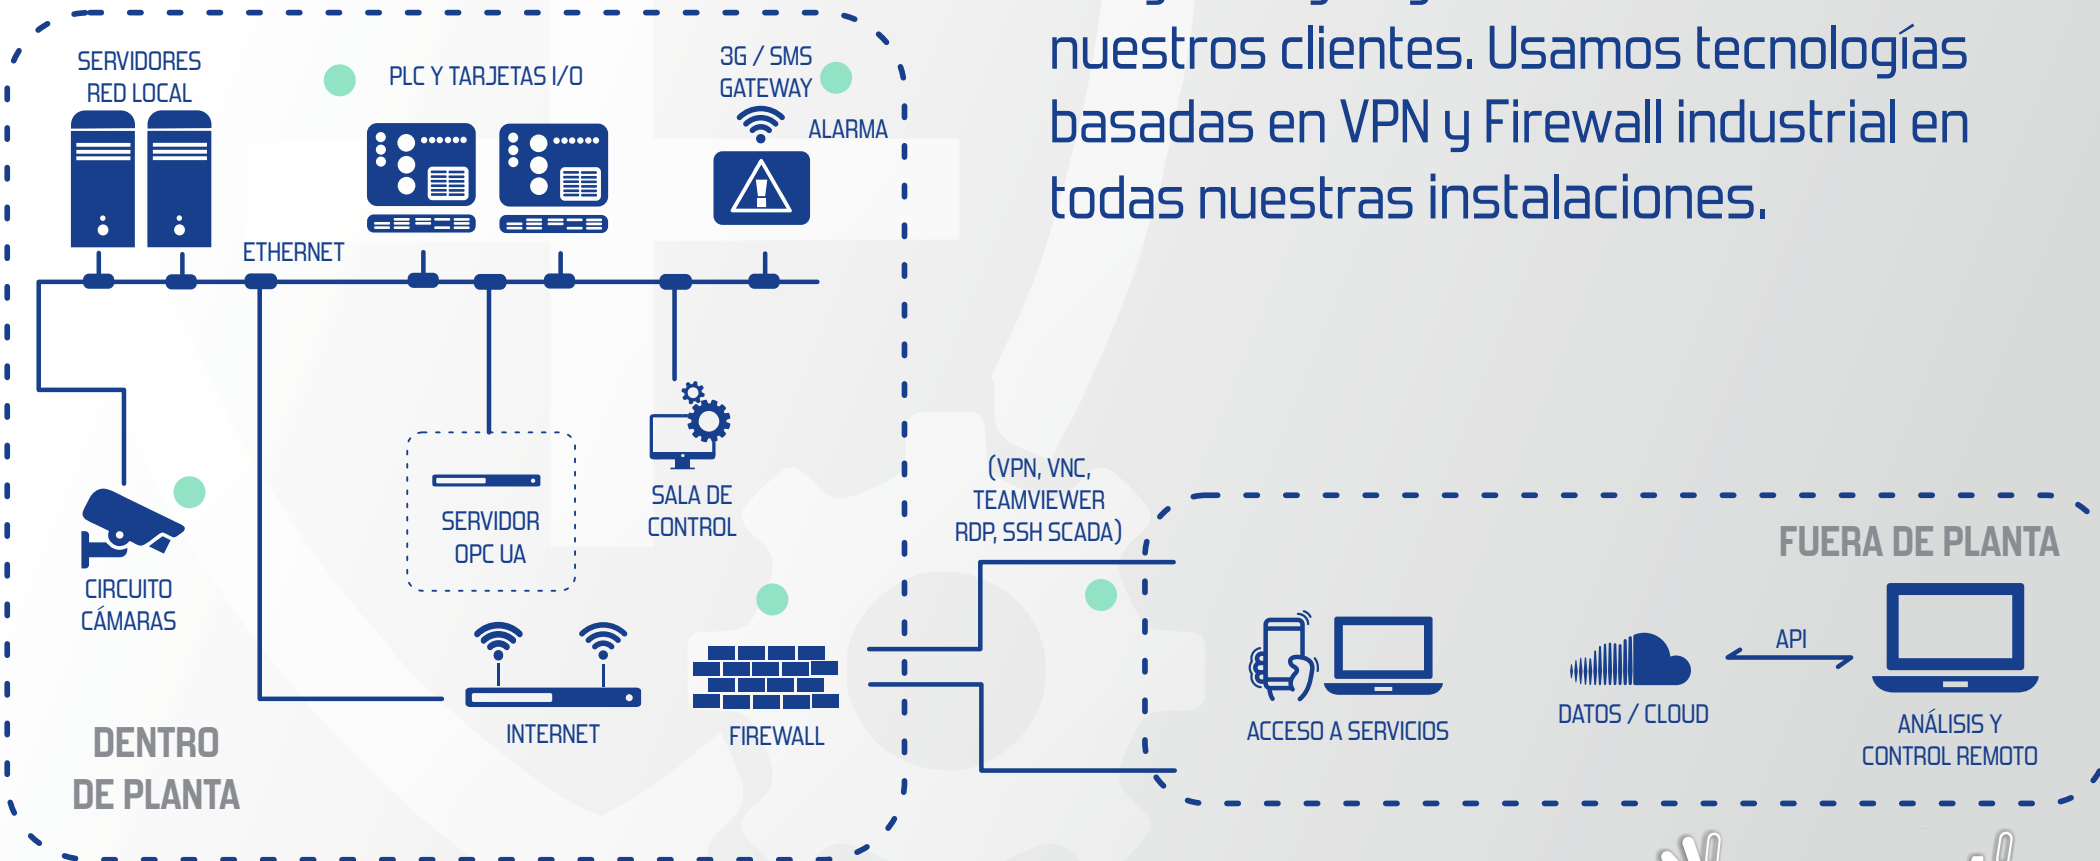 nuestros clientes. Usamos tecnologías
basadas en VPN y Firewall industrial en
todas nuestras instalaciones.
SERVIDORES
RED LOCAL
PLC Y TARJETAS I/O
3G / SMS
GATEWAY
ALARMA
ETHERNET
SERVIDOR
OPC UA
SALA DE
CONTROL
CIRCUITO
CÁMARAS
INTERNET
FIREWALL
DENTRO
DE PLANTA
(VPN, VNC,
TEAMVIEWER
RDP, SSH SCADA)
FUERA DE PLANTA
ACCESO A SERVICIOS
DATOS / CLOUD
API
ANÁLISIS Y
CONTROL REMOTO